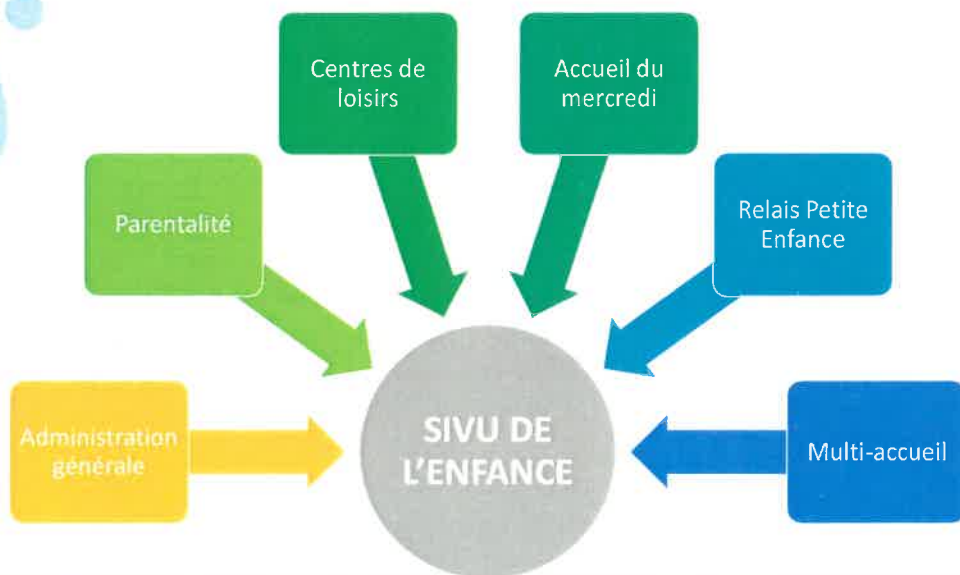 Centres de
loisirs
Accueil du
mercredi
Parentalité
Relais Petite
Enfance
Administration
générale
SIVU DE
L'ENFANCE
Multi-accueil